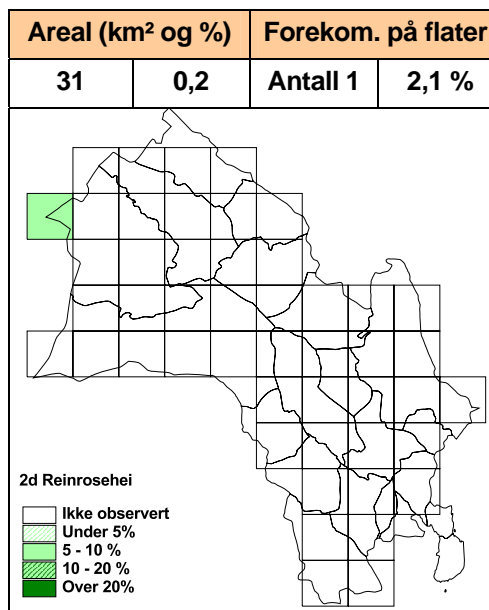 Areal (km² og %) Forekom. på flater
31 0,2 Antall 1 2,1 %
2d Reinrosehei
Ikke observert
Under 5%
5 - 10 %
10 - 20 %
Over 20%